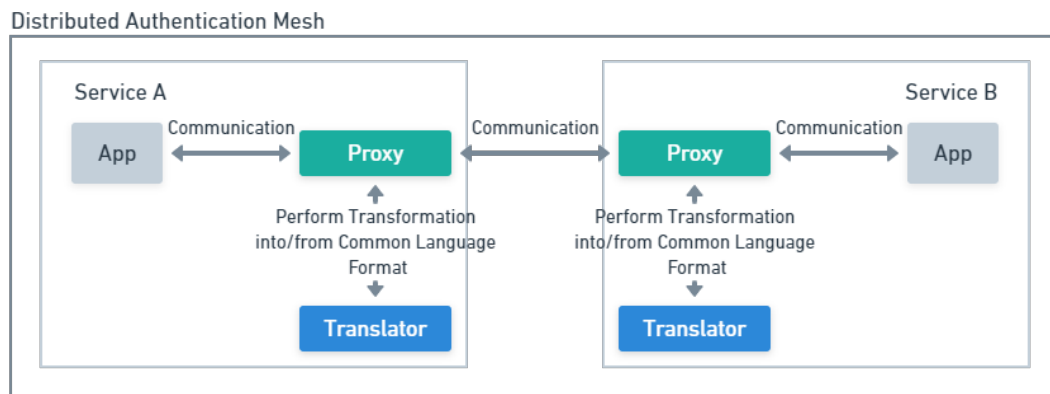 Distributed Authentication Mesh
Service A
Service B
App
Communication
Proxy
Communication
Proxy
Communication
App
Perform Transformation
into/from Common Language
Format
Perform Transformation
into/from Common Language
Format
Translator
Translator